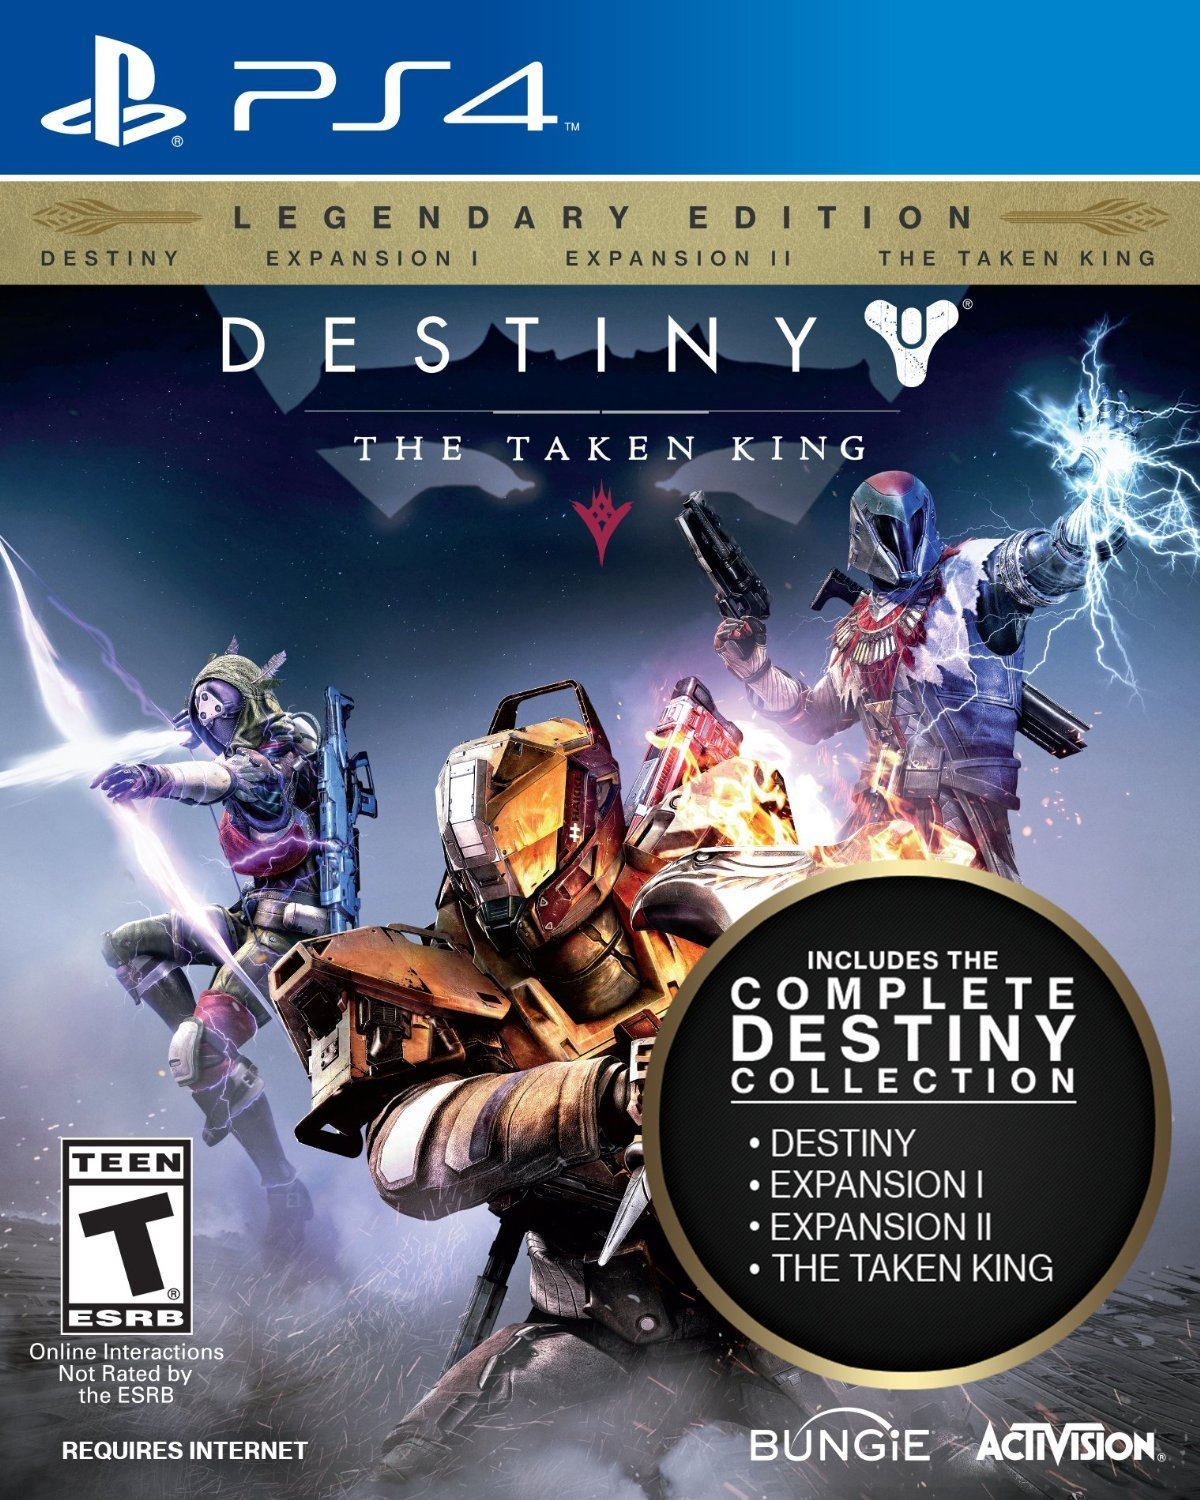 PS4™
LEGENDARY EDITION
DESTINY EXPANSION I EXPANSION II THE TAKEN KING
DESTINY®
THE TAKEN KING
INCLUDES THE
COMPLETE
DESTINY
COLLECTION
• DESTINY
• EXPANSION I
• EXPANSION II
• THE TAKEN KING
TEEN
T®
ESRB
Online Interactions
Not Rated by
the ESRB
REQUIRES INTERNET
BUNGiE ACTIVISION®